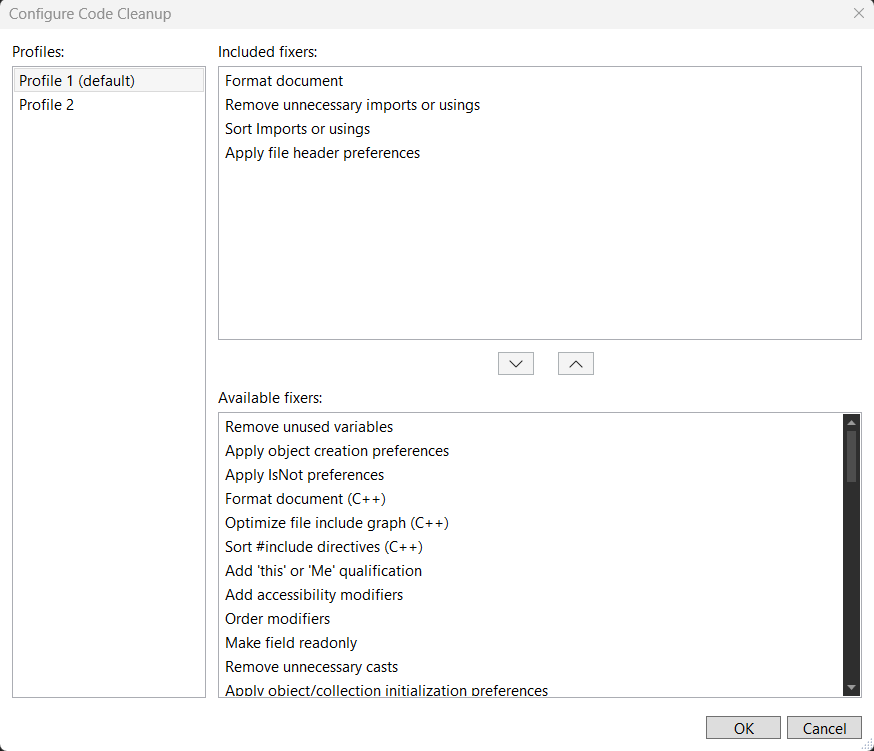 Configure Code Cleanup
Profiles:
Profile 1 (default)
Profile 2
Included fixers:
Format document
Remove unnecessary imports or usings
Sort Imports or usings
Apply file header preferences
Available fixers:
Remove unused variables
Apply object creation preferences
Apply IsNot preferences
Format document (C++)
Optimize file include graph (C++)
Sort #include directives (C++)
Add 'this' or 'Me' qualification
Add accessibility modifiers
Order modifiers
Make field readonly
Remove unnecessary casts
Apply object/collection initialization preferences
OK
Cancel